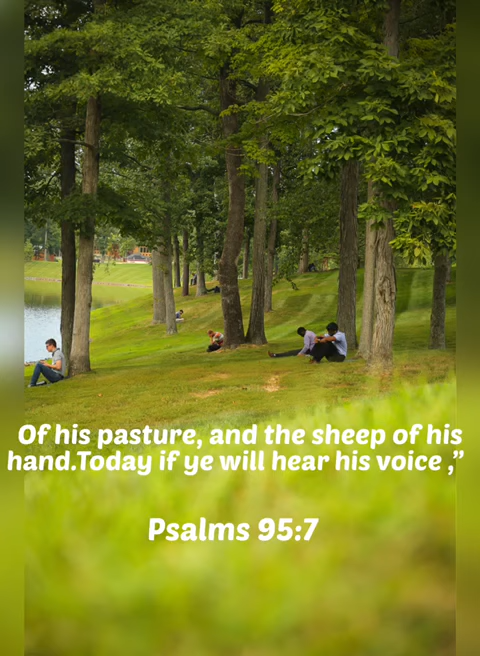 Of his pasture, and the sheep of his
hand.Today if ye will hear his voice ,”
Psalms 95:7